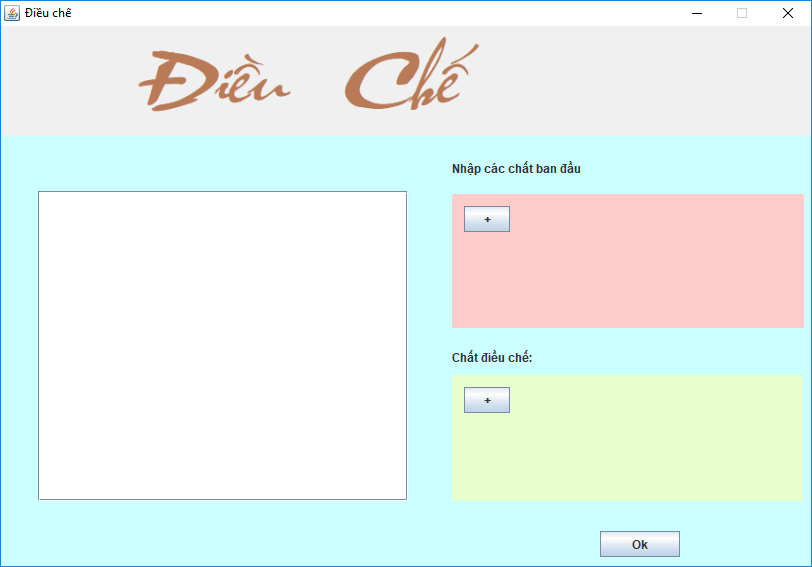 Điều chế
Điều Chế
Nhập các chất ban đầu
+
Chất điều chế:
+
Ok